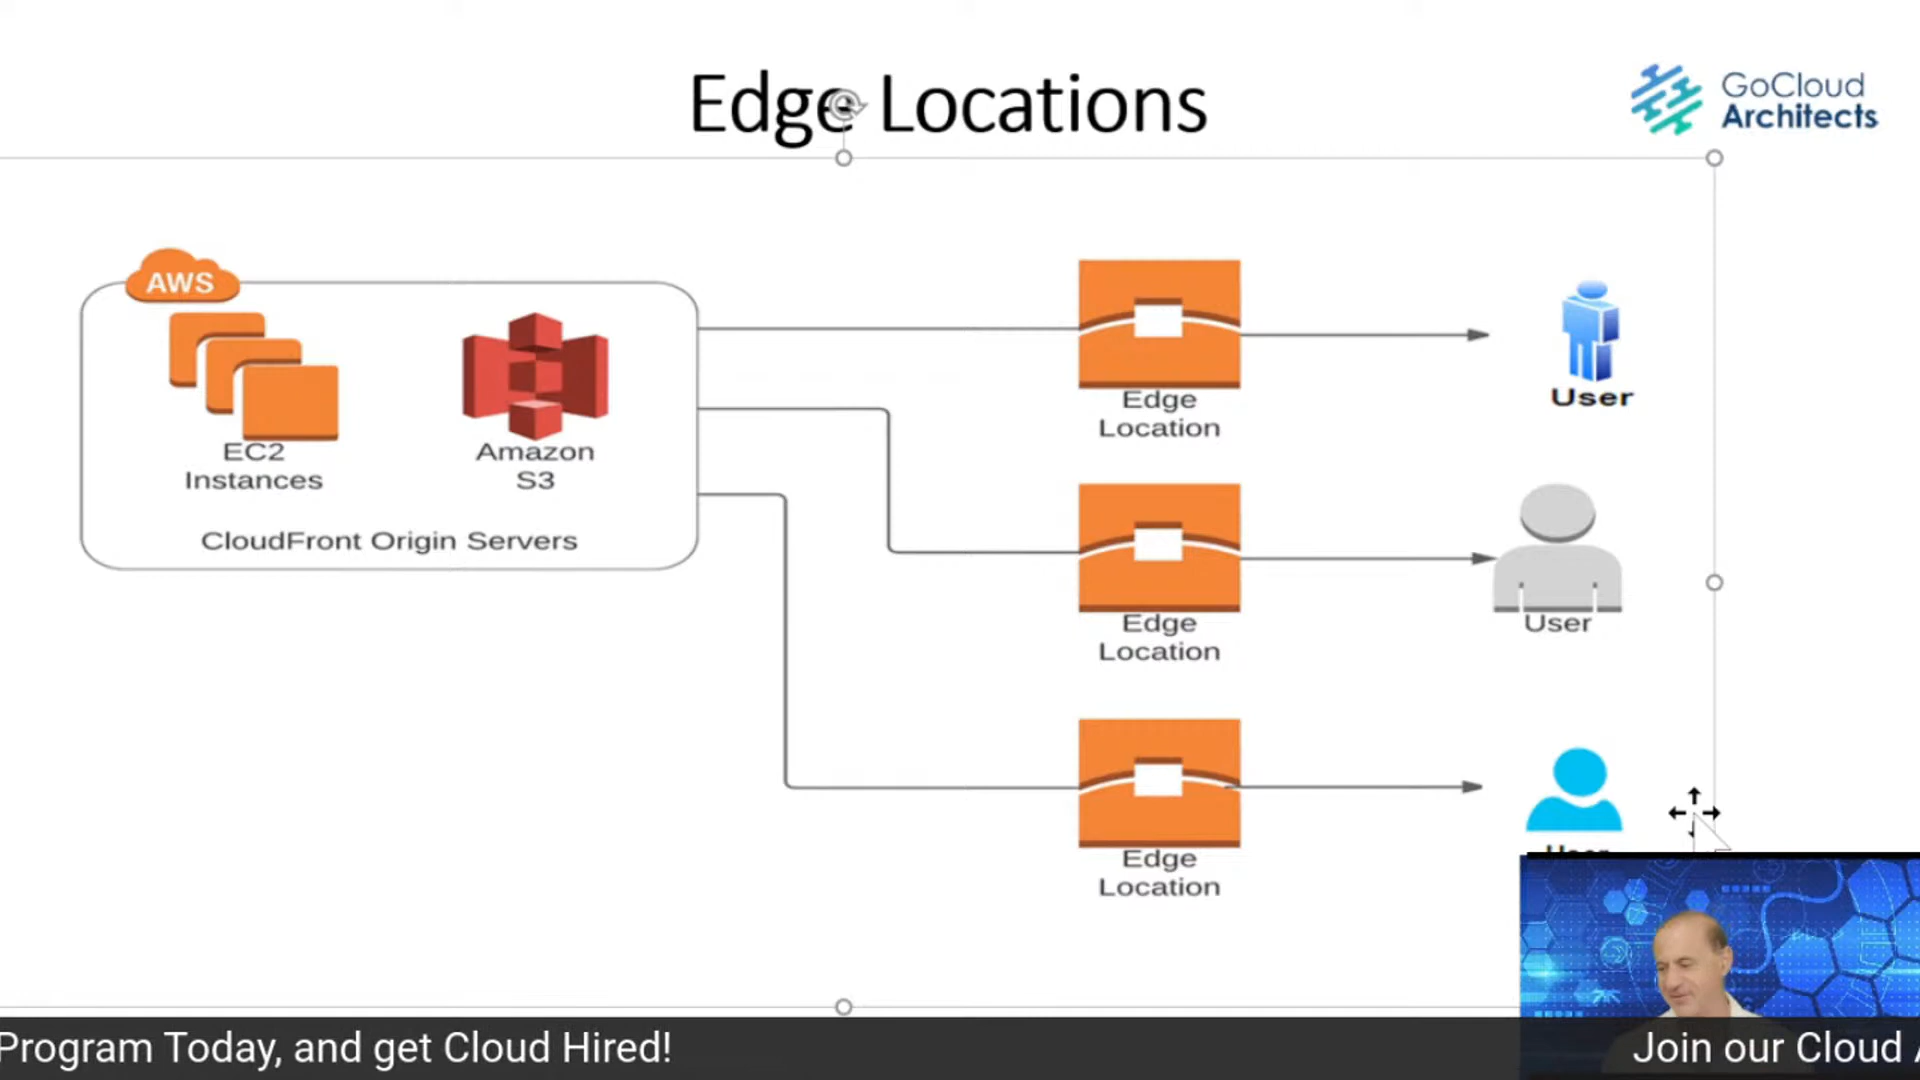 Edge Locations
GoCloud
Architects
AWS
EC2
Instances
Amazon
S3
CloudFront Origin Servers
Edge
Location
User
Edge
Location
User
Edge
Location
Program Today, and get Cloud Hired!
Join our Cloud